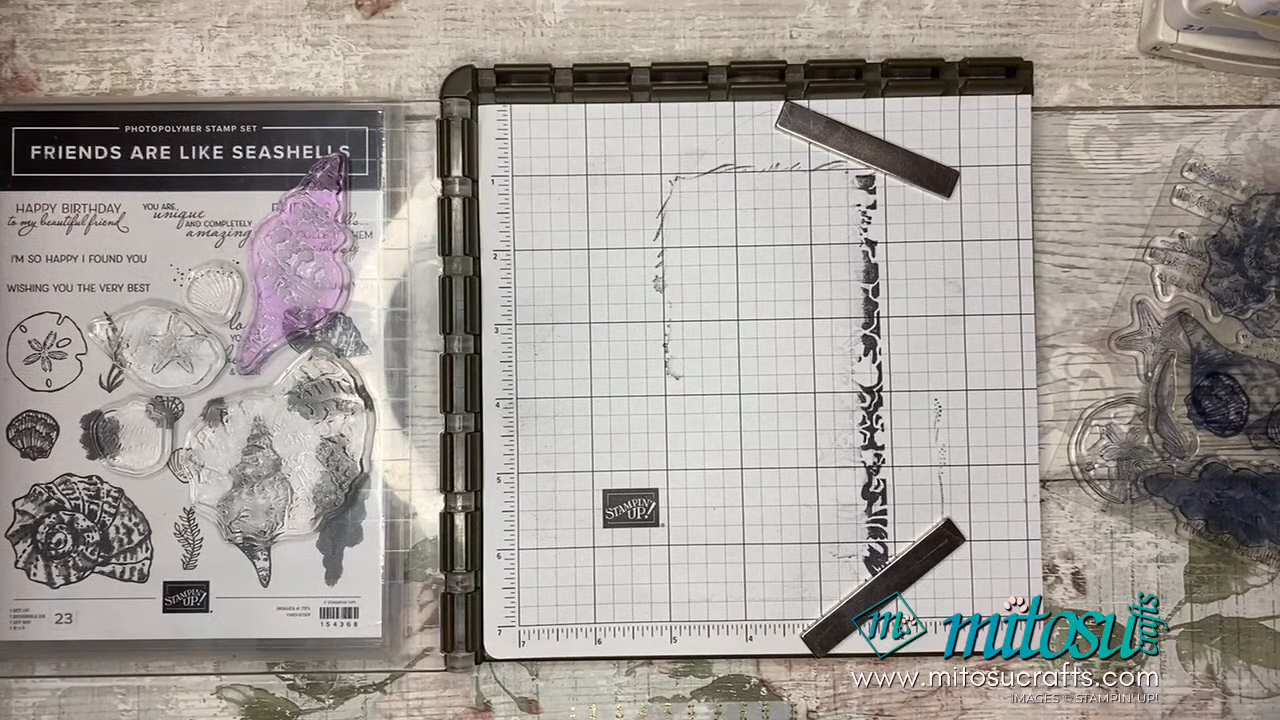 PHOTOPOLYMER STAMP SET
FRIENDS ARE LIKE SEASHELLS
HAPPY BIRTHDAY
to my beautiful friend
YOU ARE
unique
AND COMPLETELY
amazing
I'M SO HAPPY I FOUND YOU
WISHING YOU THE VERY BEST
STAMPIN' UP!
23
154368
1
2
3
4
5
6
7
7
6
5
4
STAMPIN' UP!
m
mitosu crafts
www.mitosucrafts.com
IMAGES © STAMPIN' UP!